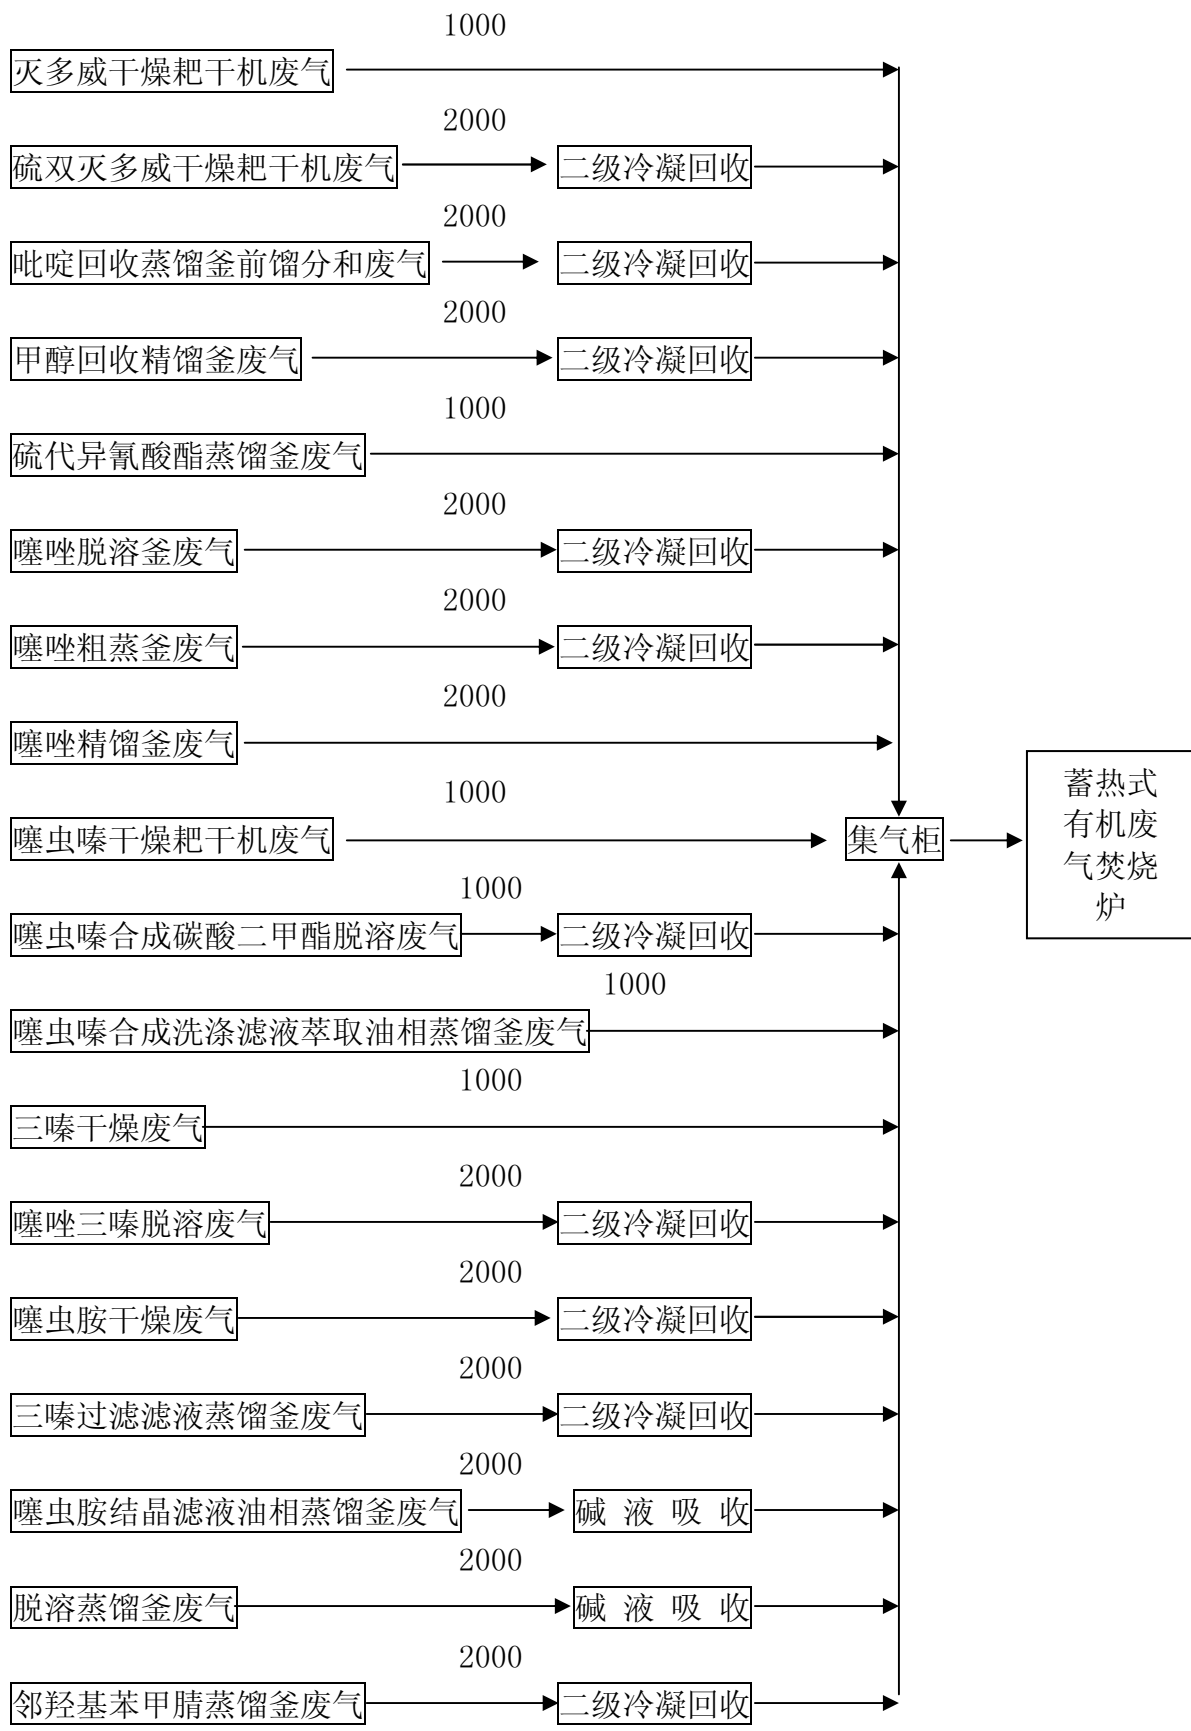 1000
灭多威干燥耙干机废气
2000
硫双灭多威干燥耙干机废气 二级冷凝回收
2000
吡啶回收蒸馏釜前馏分和废气 二级冷凝回收
2000
甲醇回收精馏釜废气 二级冷凝回收
1000
硫代异氰酸酯蒸馏釜废气
2000
噻唑脱溶釜废气 二级冷凝回收
2000
噻唑粗蒸釜废气 二级冷凝回收
2000
噻唑精馏釜废气
1000
噻虫嗪干燥耙干机废气 集气柜
蓄热式
有机废
气焚烧
炉
1000
噻虫嗪合成碳酸二甲酯脱溶废气 二级冷凝回收
1000
噻虫嗪合成洗涤滤液萃取油相蒸馏釜废气
1000
三嗪干燥废气
2000
噻唑三嗪脱溶废气 二级冷凝回收
2000
噻虫胺干燥废气 二级冷凝回收
2000
三嗪过滤滤液蒸馏釜废气 二级冷凝回收
2000
噻虫胺结晶滤液油相蒸馏釜废气 碱 液 吸 收
2000
脱溶蒸馏釜废气 碱 液 吸 收
2000
邻羟基苯甲腈蒸馏釜废气 二级冷凝回收